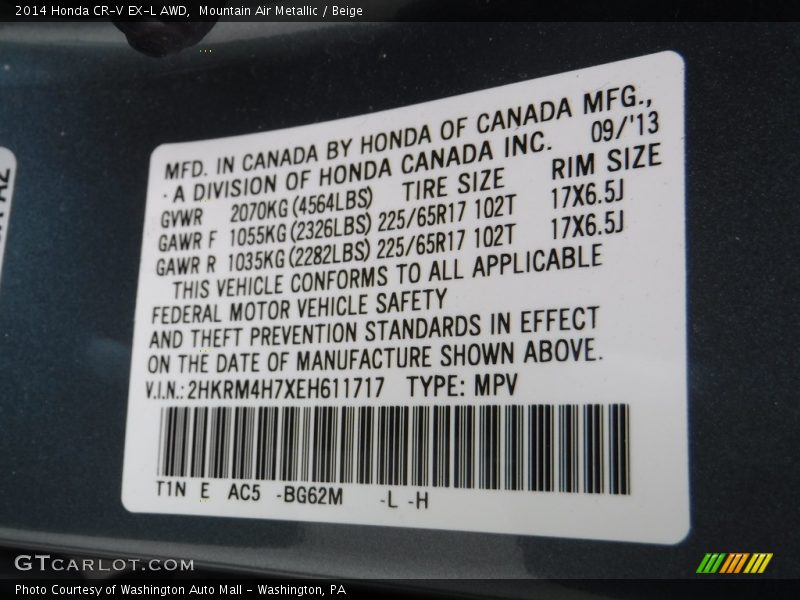 2014 Honda CR-V EX-L AWD, Mountain Air Metallic / Beige
MFD. IN CANADA BY HONDA OF CANADA MFG.,
A DIVISION OF HONDA CANADA INC. 09/'13
GVWR 2070KG (4564LBS) TIRE SIZE RIM SIZE
GAWR F 1055KG (2326LBS) 225/65R17 102T 17X6.5J
GAWR R 1035KG (2282LBS) 225/65R17 102T 17X6.5J
THIS VEHICLE CONFORMS TO ALL APPLICABLE
FEDERAL MOTOR VEHICLE SAFETY
AND THEFT PREVENTION STANDARDS IN EFFECT
ON THE DATE OF MANUFACTURE SHOWN ABOVE.
V.I.N.: 2HKRM4H7XEH611717 TYPE: MPV
T1N E AC5 -BG62M -L -H
GTCARLOT.COM
Photo Courtesy of Washington Auto Mall - Washington, PA